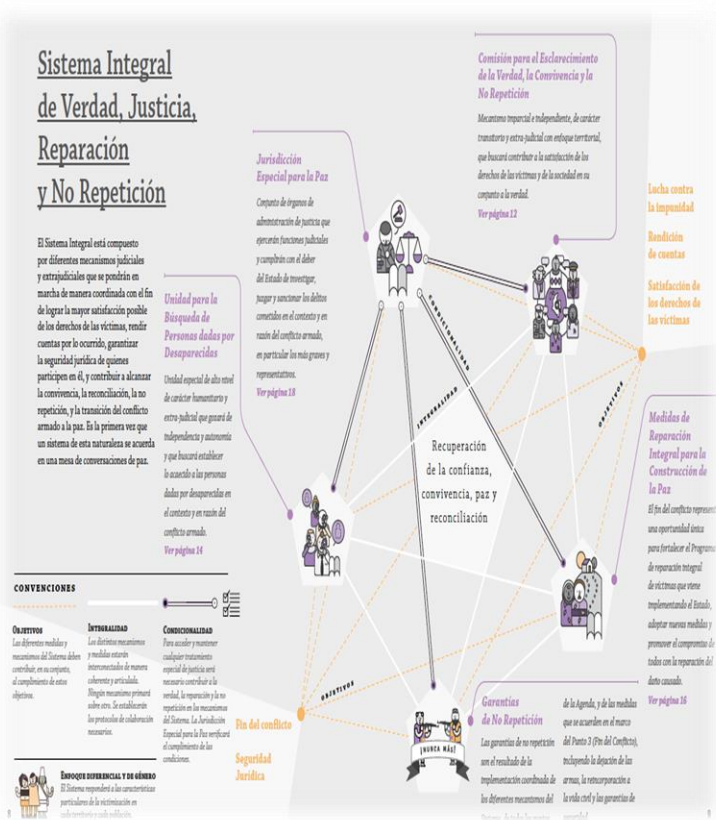 Sistema Integral
de Verdad, Justicia,
Reparación
y No Repetición
El Sistema Integral está compuesto
por diferentes mecanismos judiciales
y extrajudiciales que se pondrán en
marcha de manera coordinada con el fin
de lograr la mayor satisfacción posible
de los derechos de las víctimas, rendir
cuentas por lo ocurrido, garantizar
la seguridad jurídica de quienes
participen en él, y contribuir a alcanzar
la convivencia, la reconciliación, la no
repetición, y la transición del conflicto
armado a la paz. Es la primera vez que
un sistema de esta naturaleza se acuerda
en una mesa de conversaciones de paz.
Unidad para la
Búsqueda de
Personas dadas por
Desaparecidas
Unidad especial de alto nivel
de carácter humanitario y
extra-judicial que gozará de
independencia y autonomía
y que buscará establecer
lo acaecido a las personas
dadas por desaparecidas en
el contexto y en razón del
conflicto armado.
Ver página 14
Jurisdicción
Especial para la Paz
Conjunto de órganos de
administración de justicia que
ejercerán funciones judiciales
y cumplirán con el deber
del Estado de investigar,
juzgar y sancionar los delitos
cometidos en el contexto y en
razón del conflicto armado,
en particular los más graves y
representativos.
Ver página 18
Comisión para el Esclarecimiento
de la Verdad, la Convivencia y la
No Repetición
Mecanismo imparcial e independiente, de carácter
transitorio y extra-judicial con enfoque territorial,
que buscará contribuir a la satisfacción de los
derechos de las víctimas y de la sociedad en su
conjunto a la verdad.
Ver página 12
Lucha contra
la impunidad
Rendición
de cuentas
Satisfacción de
los derechos de
las víctimas
CONDICIONALIDAD
INTEGRALIDAD
OBJETIVOS
Recuperación
de la confianza,
convivencia, paz y
reconciliación
Medidas de
Reparación
Integral para la
Construcción de
la Paz
El fin del conflicto represent
una oportunidad única
para fortalecer el Programa
de reparación integral
de víctimas que viene
implementando el Estado,
adoptar nuevas medidas y
promover el compromiso de
todos con la reparación del
daño causado.
Ver página 16
CONVENCIONES
OBJETIVOS
Las diferentes medidas y
mecanismos del Sistema deben
contribuir, en su conjunto,
al cumplimiento de estos
objetivos.
INTEGRALIDAD
Los distintos mecanismos
y medidas estarán
interconectados de manera
coherente y articulada.
Ningún mecanismo primará
sobre otro. Se establecerán
los protocolos de colaboración
necesarios.
CONDICIONALIDAD
Para acceder y mantener
cualquier tratamiento
especial de justicia será
necesario contribuir a la
verdad, la reparación y la no
repetición en los mecanismos
del Sistema. La Jurisdicción
Especial para la Paz verificará
el cumplimiento de las
condiciones.
ENFOQUE DIFERENCIAL Y DE GÉNERO
El Sistema responderá a las características
particulares de la victimización en
cada territorio y cada población.
OBJETIVOS
Fin del conflicto
Seguridad
Jurídica
¡NUNCA MÁS!
Garantías
de No Repetición
Las garantías de no repetición
son el resultado de la
implementación coordinada de
los diferentes mecanismos del
de la Agenda, y de las medidas
que se acuerden en el marco
del Punto 3 (Fin del Conflicto),
incluyendo la dejación de las
armas, la reincorporación a
la vida civil y las garantías de